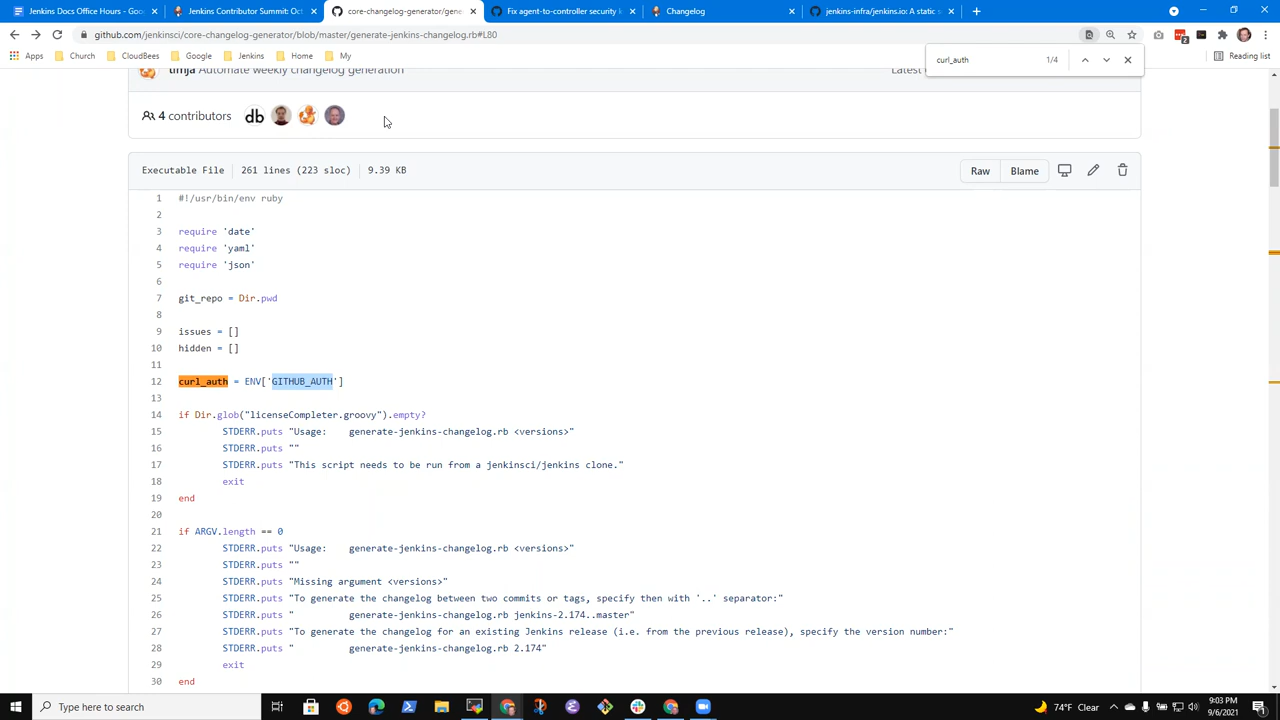 Jenkins Docs Office Hours - Goo
Jenkins Contributor Summit: Oct
core-changelog-generator/gene
Fix agent-to-controller security i
Changelog
jenkins-infra/jenkins.io: A static s
github.com/jenkinsci/core-changelog-generator/blob/master/generate-jenkins-changelog.rb#L80
Apps
Church
CloudBees
Google
Jenkins
Home
My
Reading list
curl_auth
1/4
timja Automate weekly changelog generation
4 contributors
Executable File
261 lines (223 sloc)
9.39 KB
Raw
Blame
1 #!/usr/bin/env ruby
2
3 require 'date'
4 require 'yaml'
5 require 'json'
6
7 git_repo = Dir.pwd
8
9 issues = []
10 hidden = []
11
12 curl_auth = ENV['GITHUB_AUTH']
13
14 if Dir.glob("licenseCompleter.groovy").empty?
15 STDERR.puts "Usage:    generate-jenkins-changelog.rb <versions>"
16 STDERR.puts ""
17 STDERR.puts "This script needs to be run from a jenkinsci/jenkins clone."
18 exit
19 end
20
21 if ARGV.length == 0
22 STDERR.puts "Usage:    generate-jenkins-changelog.rb <versions>"
23 STDERR.puts ""
24 STDERR.puts "Missing argument <versions>"
25 STDERR.puts "To generate the changelog between two commits or tags, specify then with '..' separator:"
26 STDERR.puts "          generate-jenkins-changelog.rb jenkins-2.174..master"
27 STDERR.puts "To generate the changelog for an existing Jenkins release (i.e. from the previous release), specify the version number:"
28 STDERR.puts "          generate-jenkins-changelog.rb 2.174"
29 exit
30 end
Type here to search
74°F Clear
9:03 PM
9/6/2021